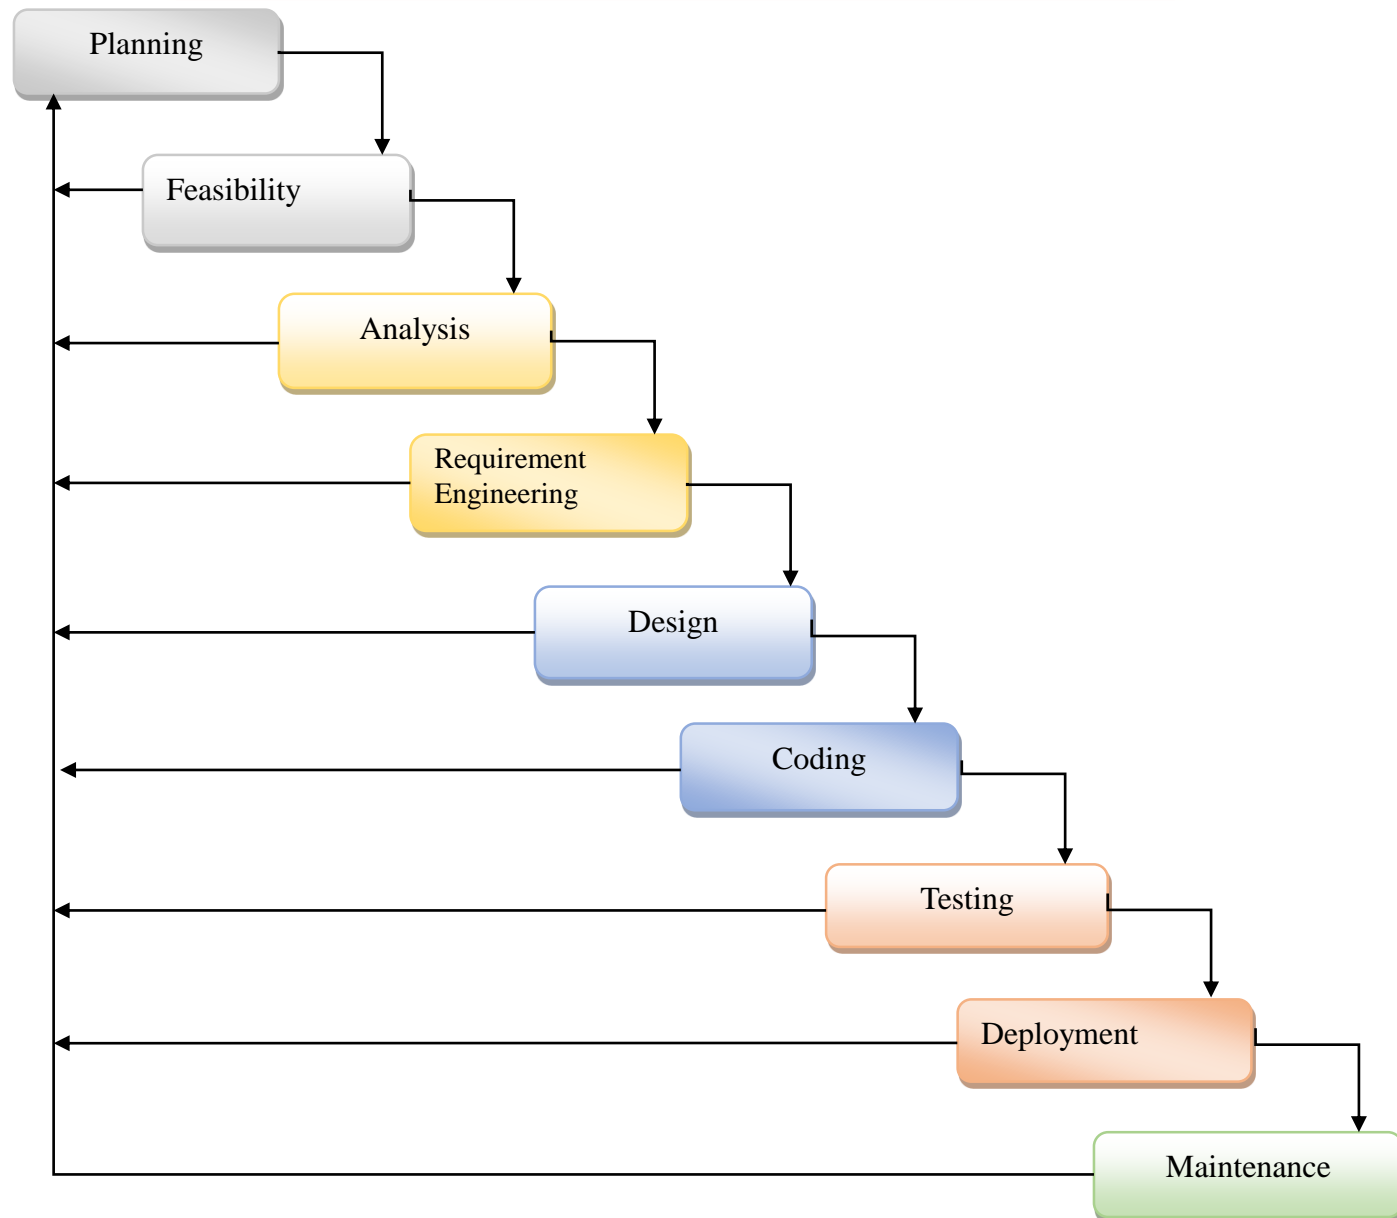 Planning
Feasibility
Analysis
Requirement
Engineering
Design
Coding
Testing
Deployment
Maintenance